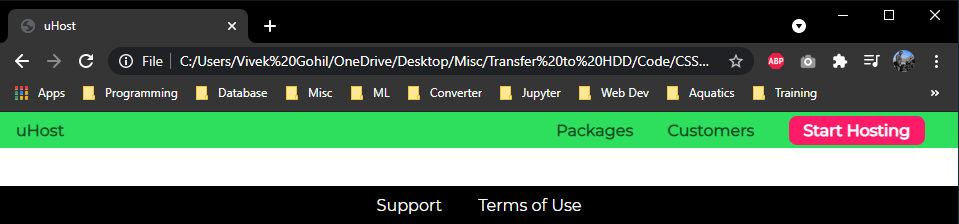 uHost
File C:/Users/Vivek%20Gohil/OneDrive/Desktop/Misc/Transfer%20to%20HDD/Code/CSS...
ABP
Apps Programming Database Misc ML Converter Jupyter Web Dev Aquatics Training »
uHost Packages Customers Start Hosting
Support Terms of Use